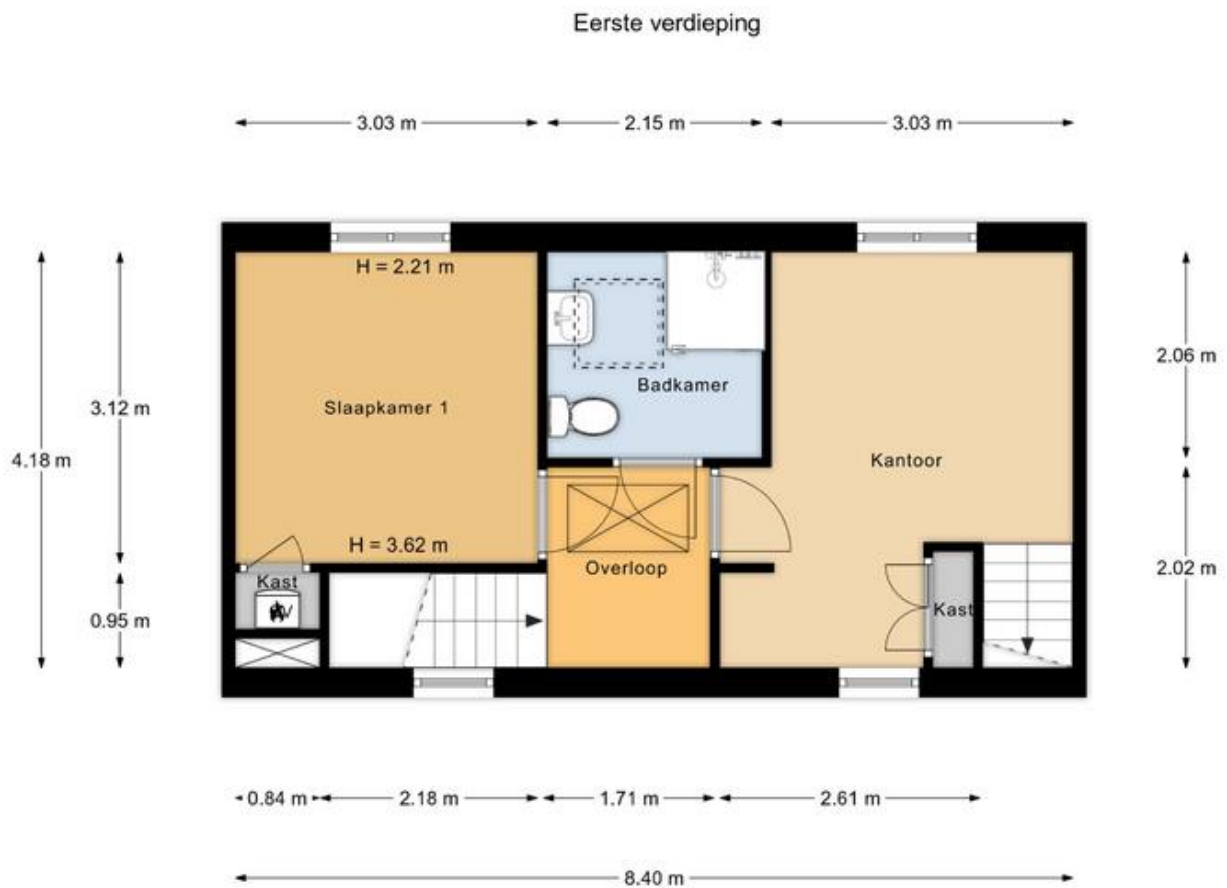 Eerste verdieping
3.03 m
2.15 m
3.03 m
H = 2.21 m
Badkamer
2.06 m
3.12 m
Slaapkamer 1
4.18 m
Kantoor
H = 3.62 m
Overloop
2.02 m
Kast
Kast
0.95 m
0.84 m
2.18 m
1.71 m
2.61 m
8.40 m